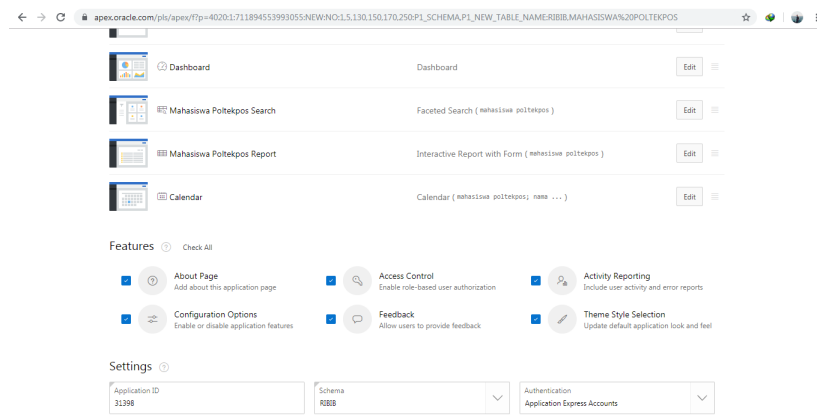 apex.oracle.com/pls/apex/f?p=4020:1:711894553993055:NEW:NO:1,5,130,150,170,250:P1_SCHEMA,P1_NEW_TABLE_NAME:RIBIB,MAHASISWA%20POLTEKPOS
Dashboard Dashboard Edit
Mahasiswa Poltekpos Search Faceted Search ( mahasiswa poltekpos ) Edit
Mahasiswa Poltekpos Report Interactive Report with Form ( mahasiswa poltekpos ) Edit
Calendar Calendar ( mahasiswa poltekpos; nama ... ) Edit
Features ? Check All
About Page
Add about this application page
Access Control
Enable role-based user authorization
Activity Reporting
Include user activity and error reports
Configuration Options
Enable or disable application features
Feedback
Allow users to provide feedback
Theme Style Selection
Update default application look and feel
Settings ?
Application ID
31398
Schema
RIBIB
Authentication
Application Express Accounts